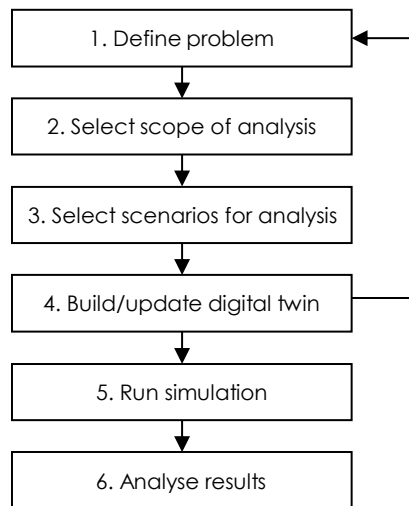 1. Define problem
2. Select scope of analysis
3. Select scenarios for analysis
4. Build/update digital twin
5. Run simulation
6. Analyse results